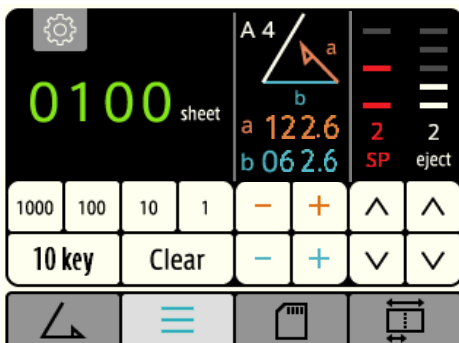 A 4
a
b
0100 sheet
a 122.6
b 062.6
2
SP
2
eject
1000 100 10 1 - +
10 key Clear - +